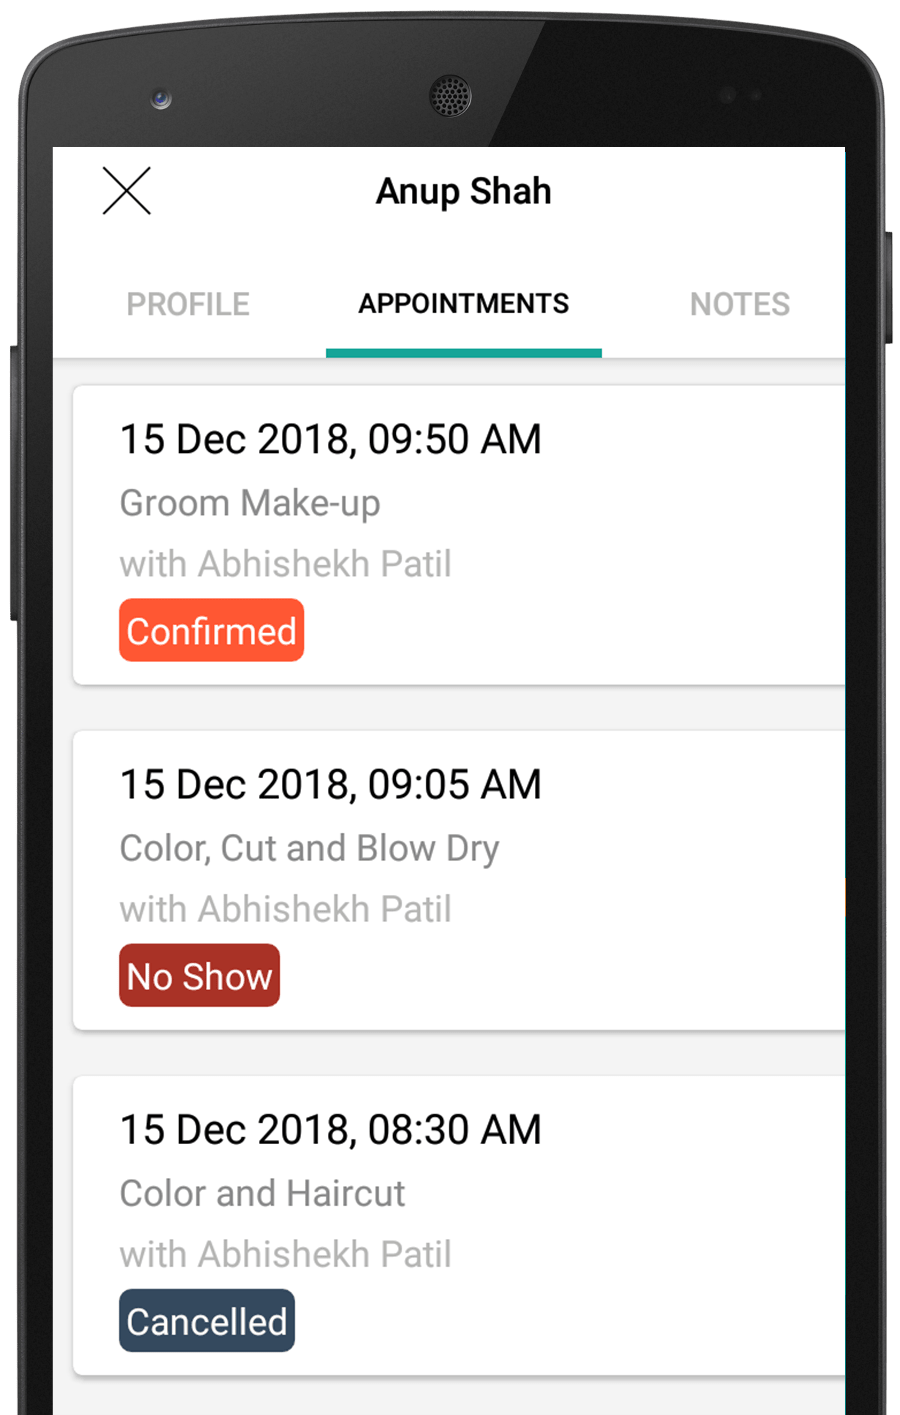 Anup Shah
PROFILE APPOINTMENTS NOTES
15 Dec 2018, 09:50 AM
Groom Make-up
with Abhishekh Patil
Confirmed
15 Dec 2018, 09:05 AM
Color, Cut and Blow Dry
with Abhishekh Patil
No Show
15 Dec 2018, 08:30 AM
Color and Haircut
with Abhishekh Patil
Cancelled